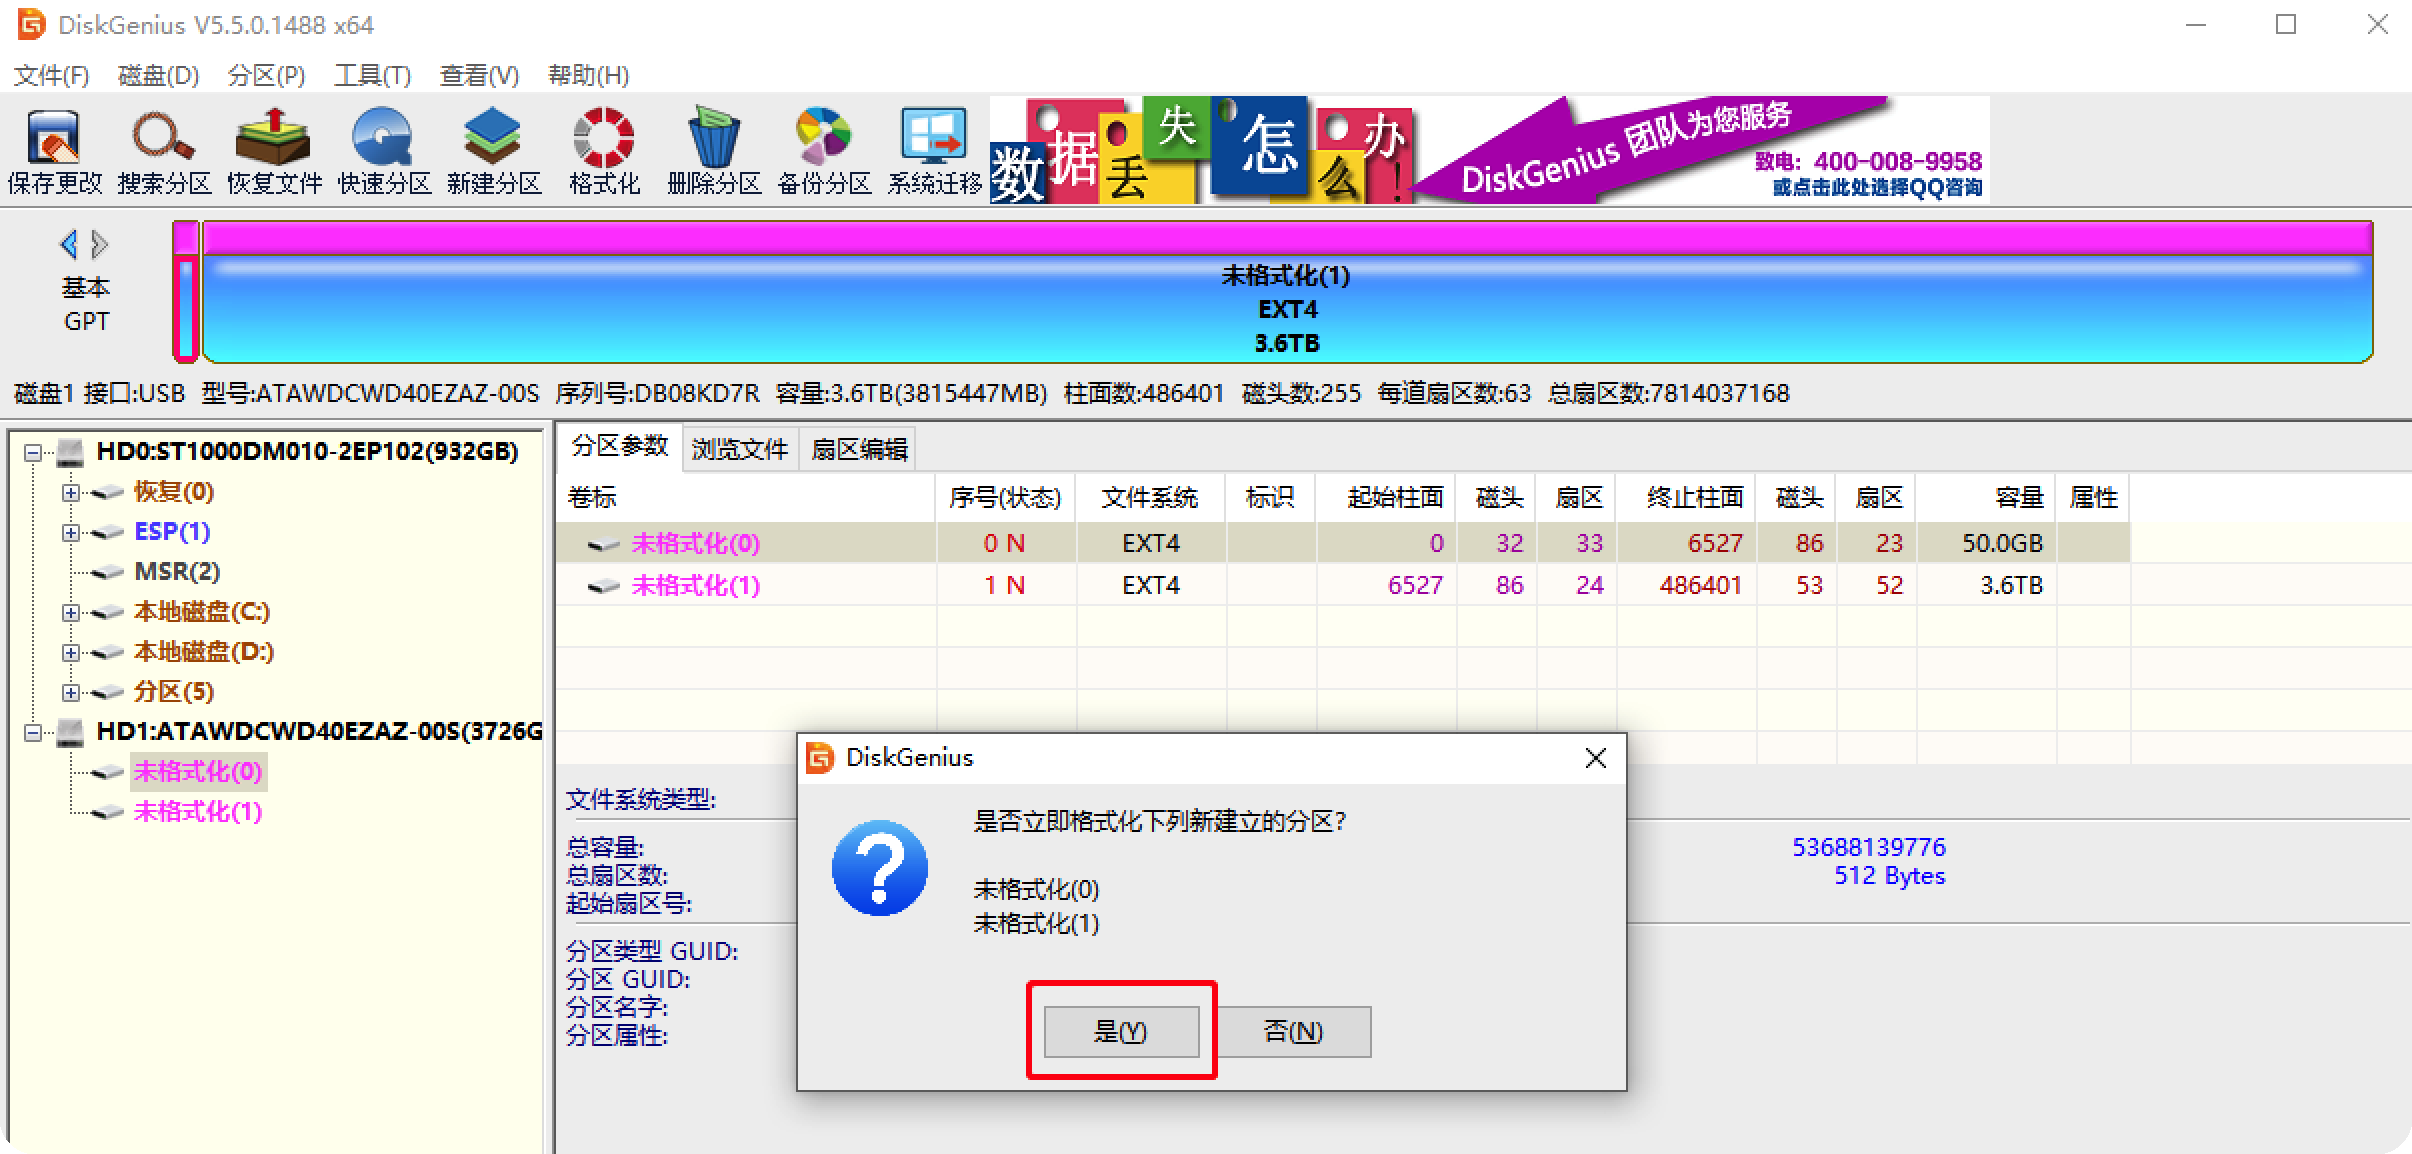 DiskGenius V5.5.0.1488 x64
文件(F) 磁盘(D) 分区(P) 工具(T) 查看(V) 帮助(H)
保存更改 搜索分区 恢复文件 快速分区 新建分区 格式化 删除分区 备份分区 系统迁移
数据丢失怎么办!
DiskGenius 团队为您服务
致电: 400-008-9958
或点击此处选择QQ咨询
基本
GPT
未格式化(1)
EXT4
3.6TB
磁盘1 接口:USB 型号:ATAWDCWD40EZAZ-00S 序列号:DB08KD7R 容量:3.6TB(3815447MB) 柱面数:486401 磁头数:255 每道扇区数:63 总扇区数:7814037168
HD0:ST1000DM010-2EP102(932GB)
恢复(0)
ESP(1)
MSR(2)
本地磁盘(C:)
本地磁盘(D:)
分区(5)
HD1:ATAWDCWD40EZAZ-00S(3726G
未格式化(0)
未格式化(1)
分区参数 浏览文件 扇区编辑
卷标 序号(状态) 文件系统 标识 起始柱面 磁头 扇区 终止柱面 磁头 扇区 容量 属性
未格式化(0) 0 N EXT4 0 32 33 6527 86 23 50.0GB
未格式化(1) 1 N EXT4 6527 86 24 486401 53 52 3.6TB
文件系统类型:
总容量:
总扇区数:
起始扇区号:
53688139776
512 Bytes
分区类型 GUID:
分区 GUID:
分区名字:
分区属性:
DiskGenius
是否立即格式化下列新建立的分区?
未格式化(0)
未格式化(1)
是(Y) 否(N)